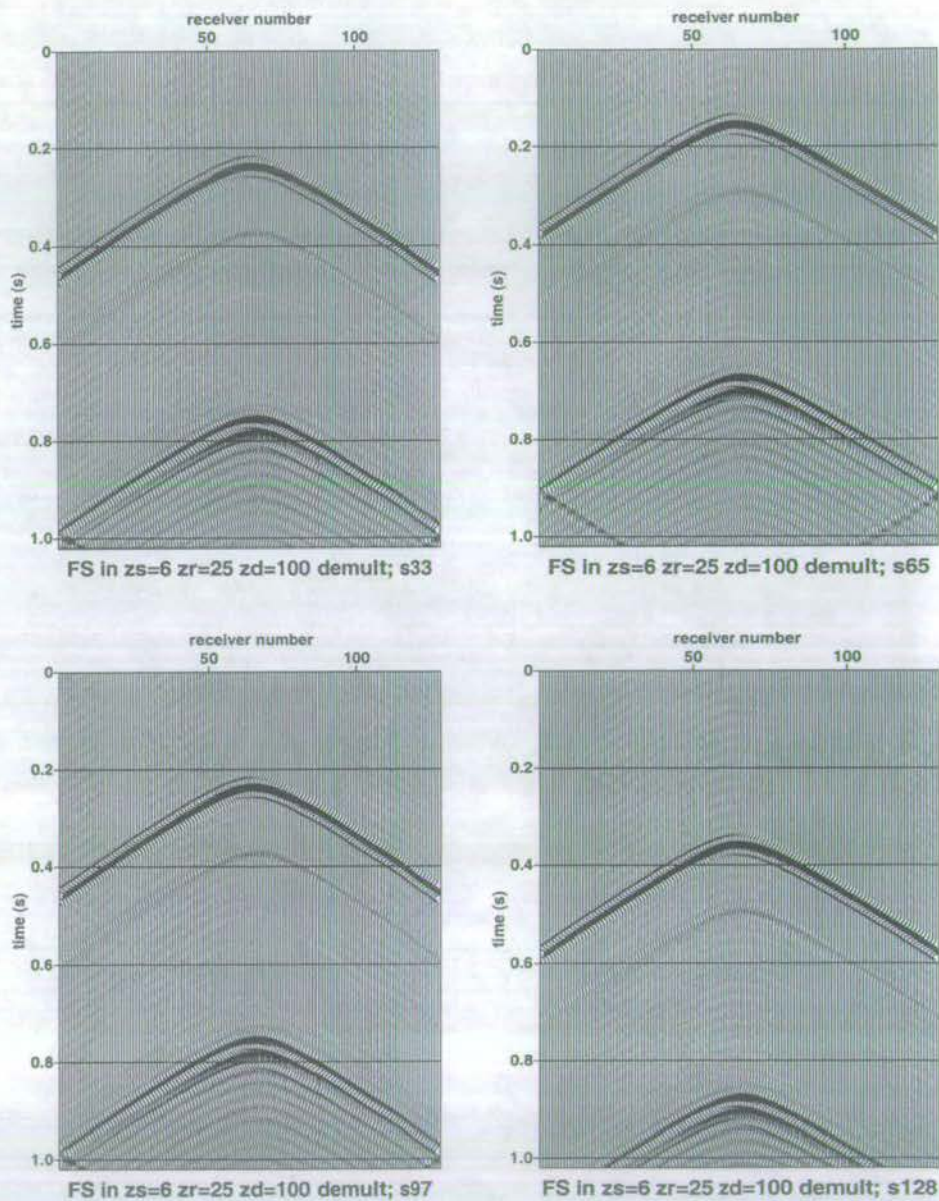 receiver number
50 100
0
0.2
0.4
0.6
0.8
1.0
time (s)
FS in zs=6 zr=25 zd=100 demult; s33
receiver number
50 100
0
0.2
0.4
0.6
0.8
1.0
time (s)
FS in zs=6 zr=25 zd=100 demult; s65
receiver number
50 100
0
0.2
0.4
0.6
0.8
1.0
time (s)
FS in zs=6 zr=25 zd=100 demult; s97
receiver number
50 100
0
0.2
0.4
0.6
0.8
1.0
time (s)
FS in zs=6 zr=25 zd=100 demult; s128